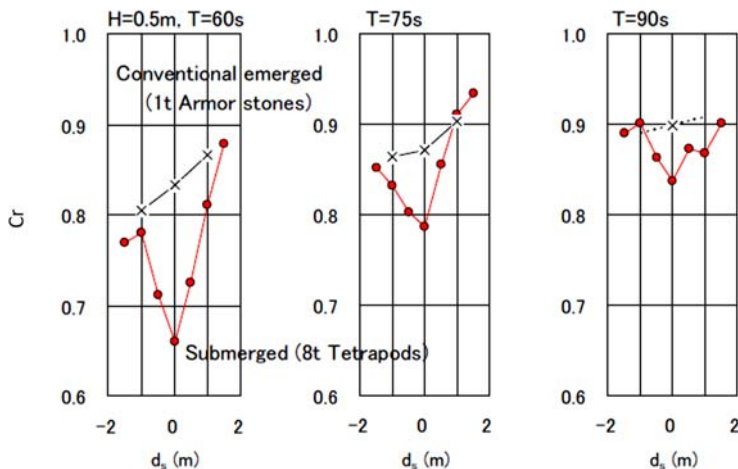 H=0.5m, T=60s
T=75s
T=90s
1.0
1.0
1.0
Conventional emerged
(1t Armor stones)
0.9
0.9
0.9
0.8
0.8
0.8
Cr
0.7
0.7
0.7
Submerged (8t Tetrapods)
0.6
0.6
0.6
-2
0
2
-2
0
2
-2
0
2
ds (m)
ds (m)
ds (m)